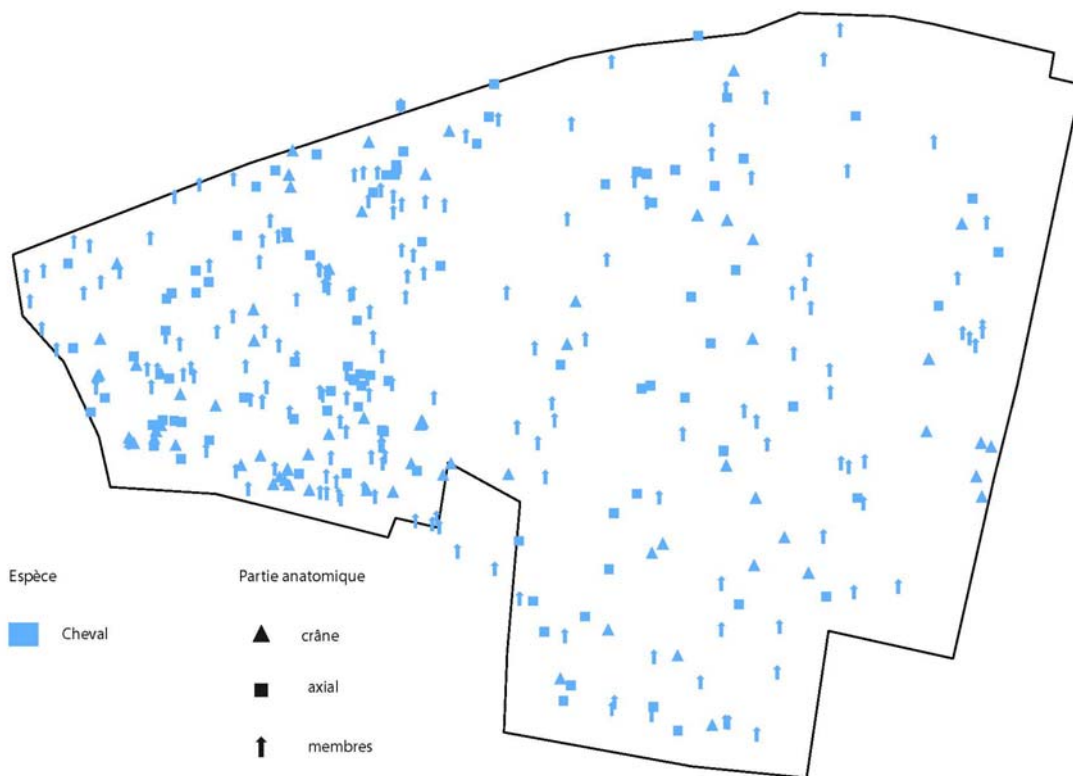 Espèce
Cheval
Partie anatomique
crâne
axial
membres